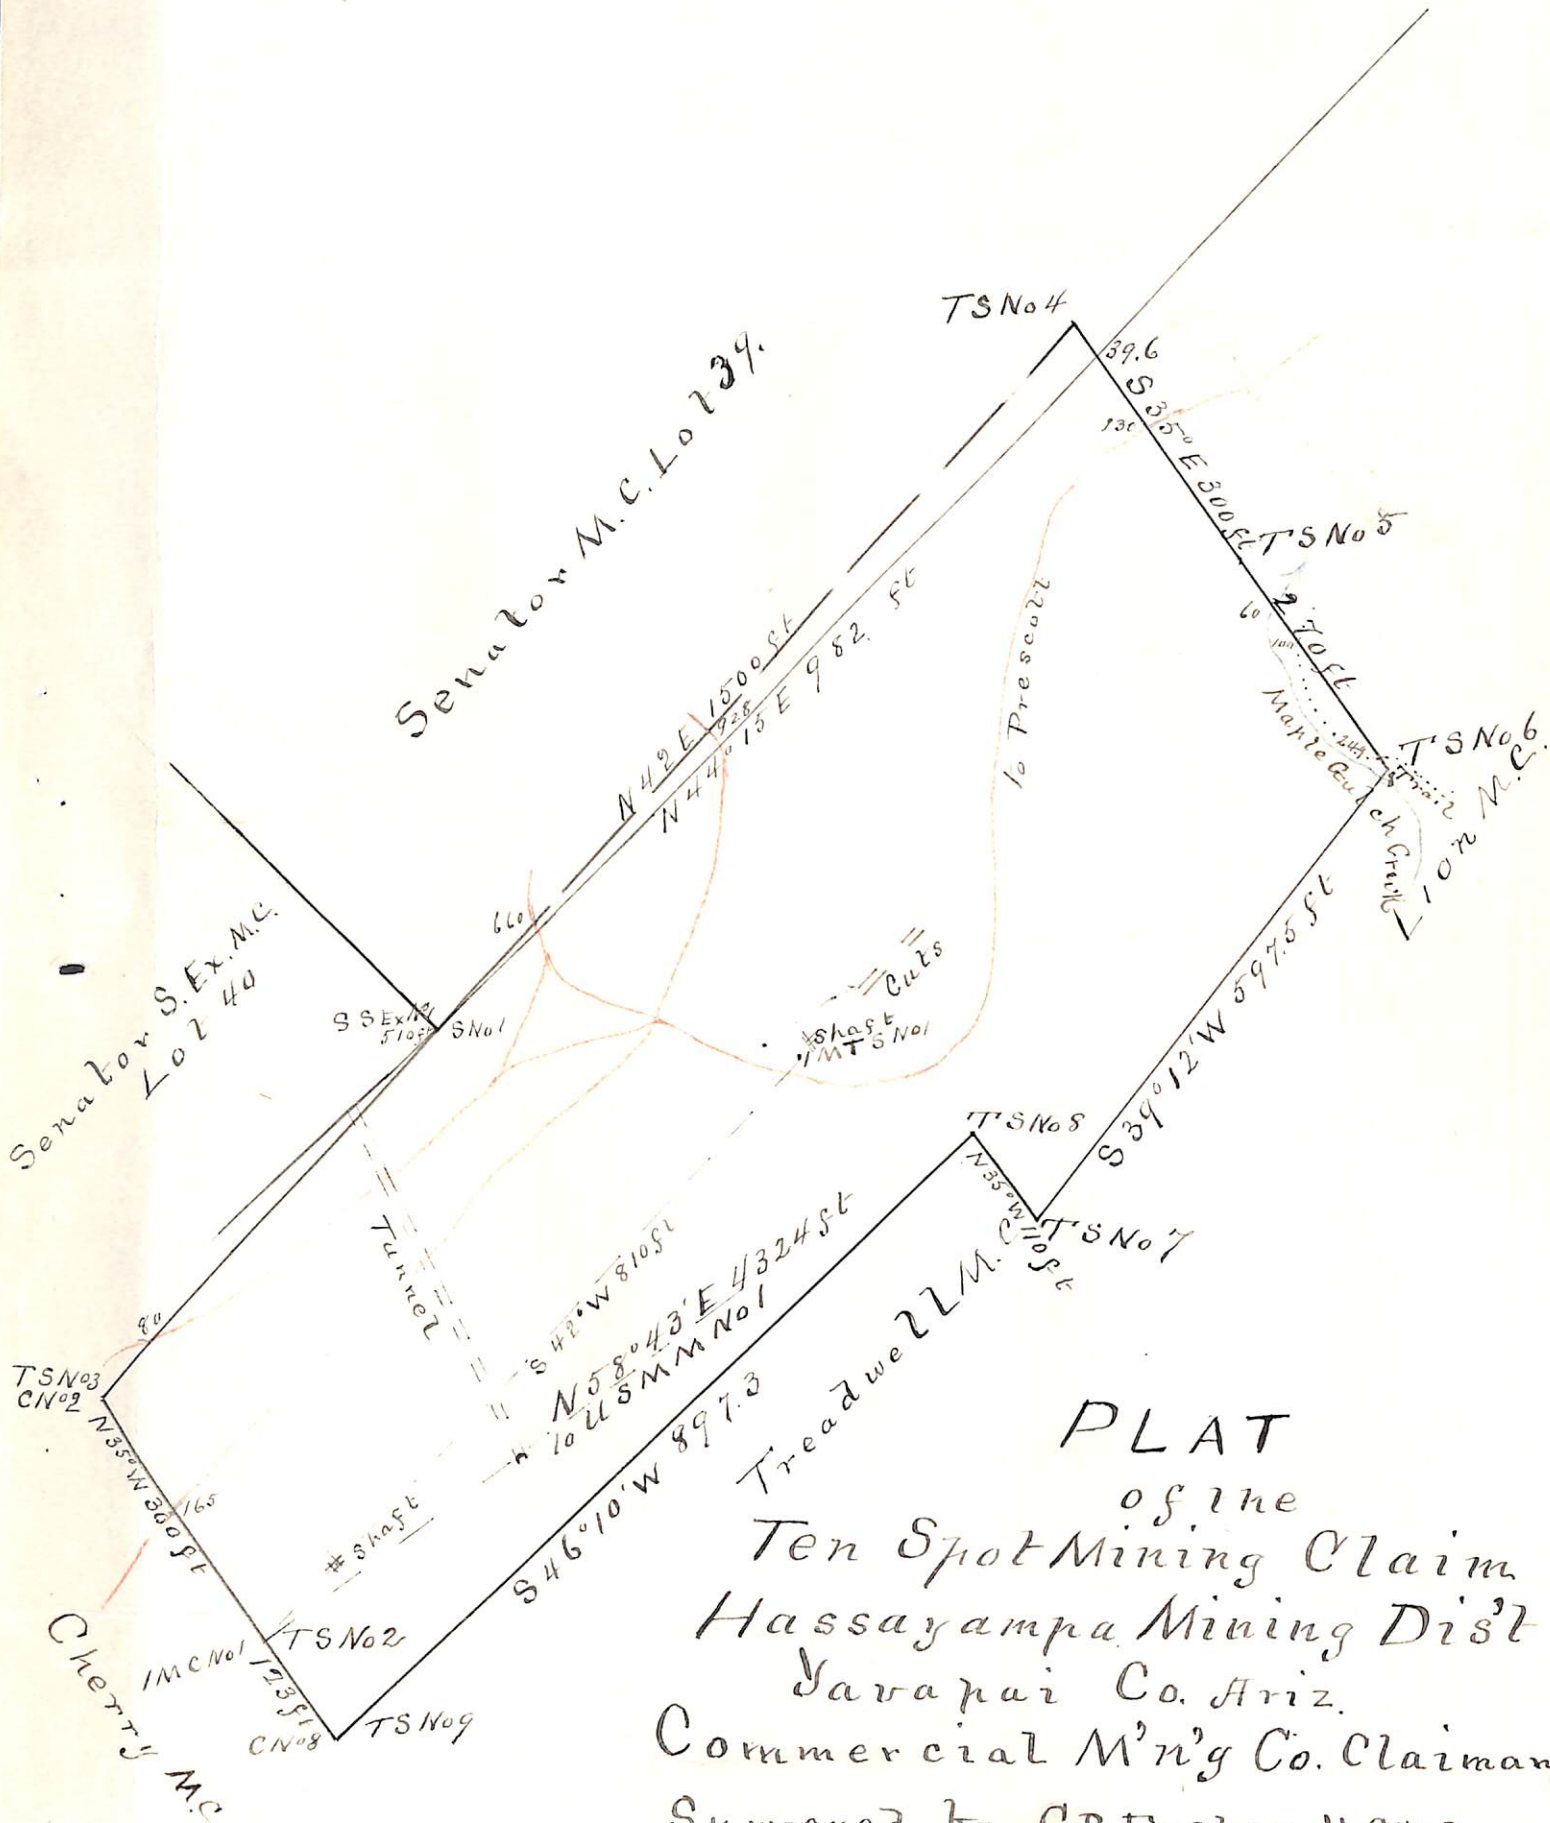 TS No 4
39.6
S 35° E 300 ft
130
Senator M.C. Lot 39.
TS No 5
270 ft
60
100
N 42 E 1500 ft
928
N 44° 15 E 982 ft
To Prescott
Maple Gulch Creek
248
TS No 6
Trail
Lion M.C.
660
Senator S. Ex. M.C.
Lot 40
510 ft
S No 1
Cuts
Shaft
IMTS No 1
S 39° 12' W 597.5 ft
TS No 8
N 35° W 110 ft
TS No 7
Tunnel
S 42° W 810 ft
N 58° 43' E 4324 ft
to USMM No 1
Treadwell M.C.
80
TS No 3
C No 2
N 35° W 300 ft
165
S 46° 10' W 897.3
Shaft
TS No 2
IMC No 1
123 ft
C No 8
TS No 9
Cherry M.C.
PLAT
of the
Ten Spot Mining Claim
Hassayampa Mining Dis't
Yavapai Co. Ariz.
Commercial M'n'g Co. Claiman